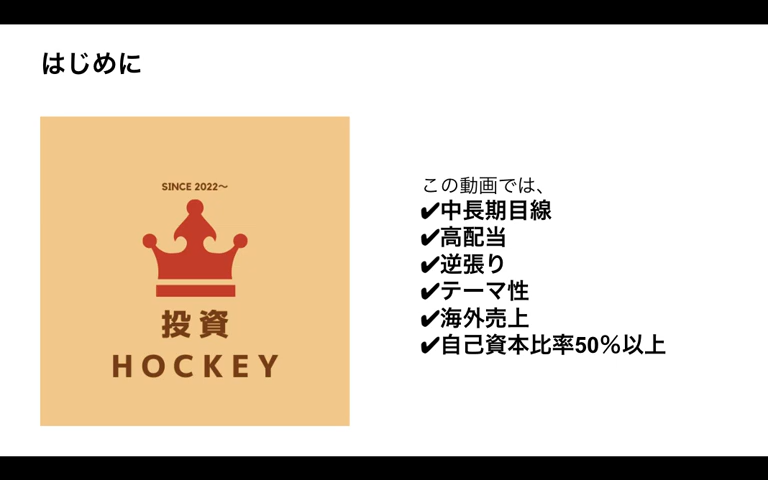 はじめに
SINCE 2022〜
投資
HOCKEY
この動画では、
✔中長期目線
✔高配当
✔逆張り
✔テーマ性
✔海外売上
✔自己資本比率50%以上